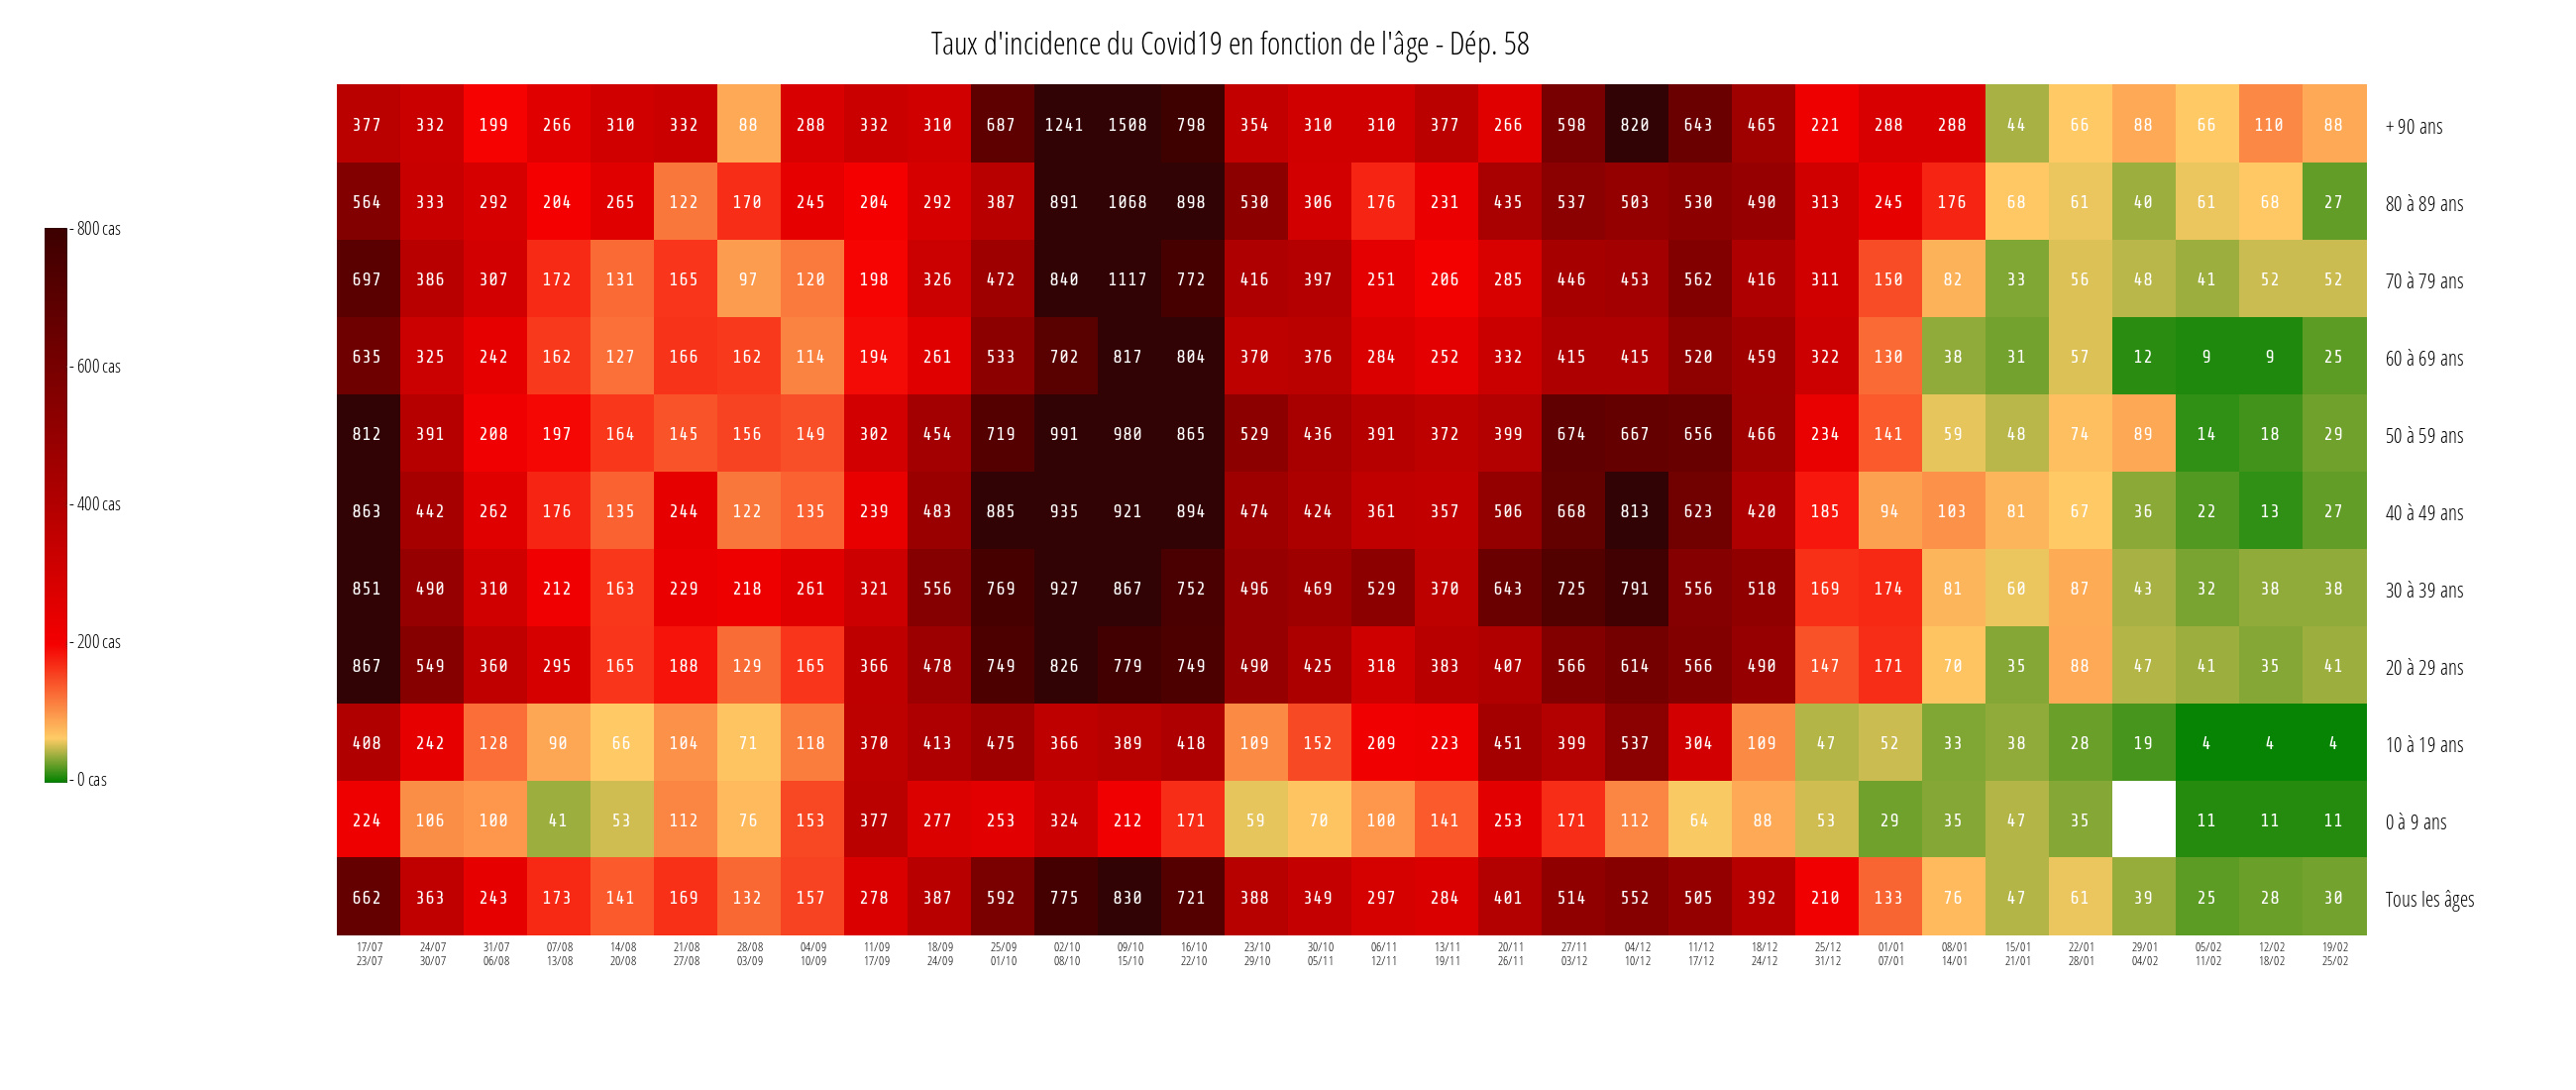 Taux d'incidence du Covid19 en fonction de l'âge - Dép. 58
377 332 199 266 310 332 88 288 332 310 687 1241 1508 798 354 310 310 377 266 598 820 643 465 221 288 288 44 66 88 66 110 88 + 90 ans
564 333 292 204 265 122 170 245 204 292 387 891 1068 898 530 306 176 231 435 537 503 530 490 313 245 176 68 61 40 61 68 27 80 à 89 ans
- 800 cas
697 386 307 172 131 165 97 120 198 326 472 840 1117 772 416 397 251 206 285 446 453 562 416 311 150 82 33 56 48 41 52 52 70 à 79 ans
635 325 242 162 127 166 162 114 194 261 533 702 817 804 370 376 284 252 332 415 415 520 459 322 130 38 31 57 12 9 9 25 60 à 69 ans
- 600 cas
812 391 208 197 164 145 156 149 302 454 719 991 980 865 529 436 391 372 399 674 667 656 466 234 141 59 48 74 89 14 18 29 50 à 59 ans
- 400 cas
863 442 262 176 135 244 122 135 239 483 885 935 921 894 474 424 361 357 506 668 813 623 420 185 94 103 81 67 36 22 13 27 40 à 49 ans
851 490 310 212 163 229 218 261 321 556 769 927 867 752 496 469 529 370 643 725 791 556 518 169 174 81 60 87 43 32 38 38 30 à 39 ans
- 200 cas
867 549 360 295 165 188 129 165 366 478 749 826 779 749 490 425 318 383 407 566 614 566 490 147 171 70 35 88 47 41 35 41 20 à 29 ans
408 242 128 90 66 104 71 118 370 413 475 366 389 418 109 152 209 223 451 399 537 304 109 47 52 33 38 28 19 4 4 4 10 à 19 ans
- 0 cas
224 106 100 41 53 112 76 153 377 277 253 324 212 171 59 70 100 141 253 171 112 64 88 53 29 35 47 35 11 11 11 0 à 9 ans
662 363 243 173 141 169 132 157 278 387 592 775 830 721 388 349 297 284 401 514 552 505 392 210 133 76 47 61 39 25 28 30 Tous les âges
17/07 24/07 31/07 07/08 14/08 21/08 28/08 04/09 11/09 18/09 25/09 02/10 09/10 16/10 23/10 30/10 06/11 13/11 20/11 27/11 04/12 11/12 18/12 25/12 01/01 08/01 15/01 22/01 29/01 05/02 12/02 19/02
23/07 30/07 06/08 13/08 20/08 27/08 03/09 10/09 17/09 24/09 01/10 08/10 15/10 22/10 29/10 05/11 12/11 19/11 26/11 03/12 10/12 17/12 24/12 31/12 07/01 14/01 21/01 28/01 04/02 11/02 18/02 25/02